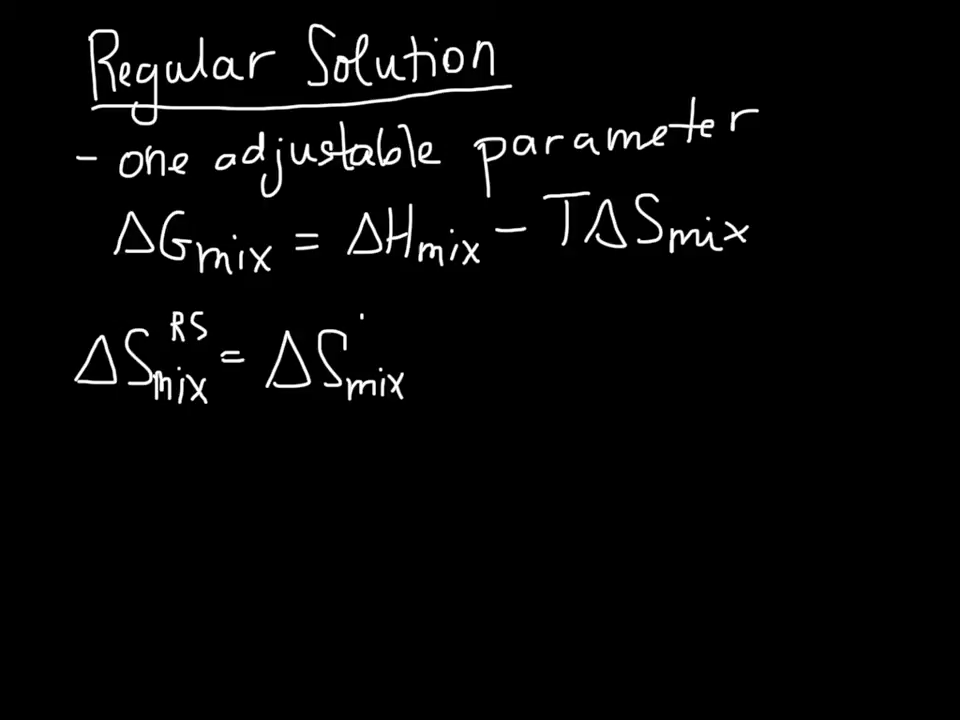 Regular Solution
- one adjustable parameter
ΔGmix = ΔHmix - TΔSmix
ΔSmix^RS = ΔSmix